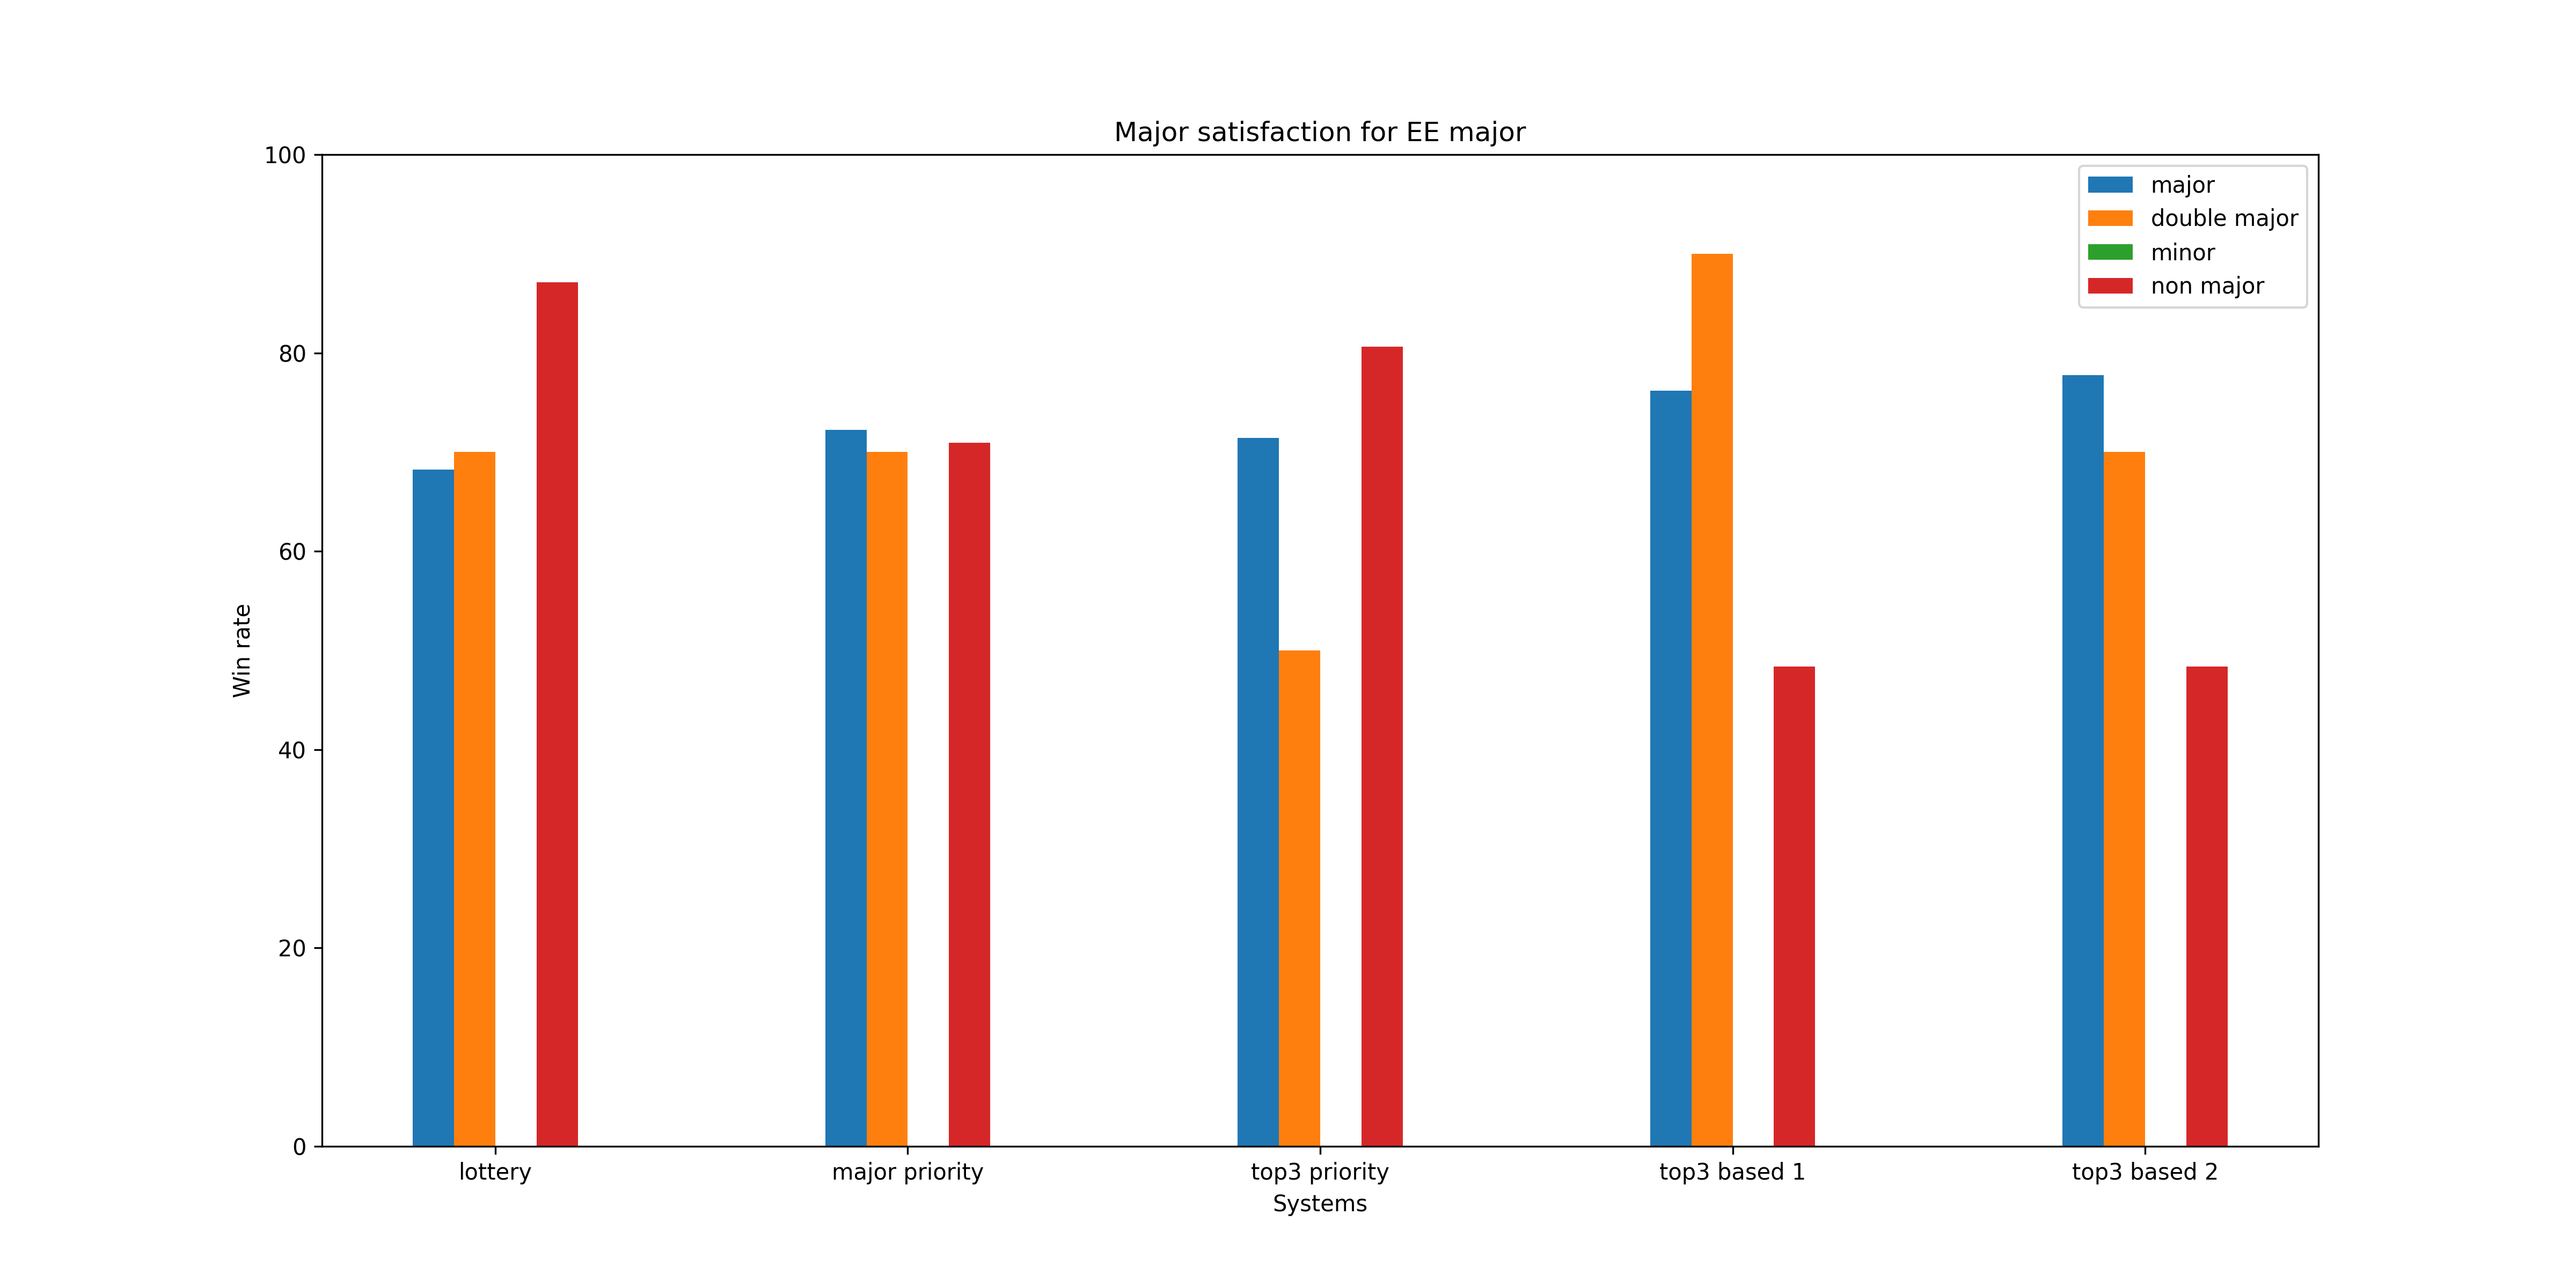 Major satisfaction for EE major
100
80
60
40
20
0
Win rate
major
double major
minor
non major
lottery
major priority
top3 priority
top3 based 1
top3 based 2
Systems